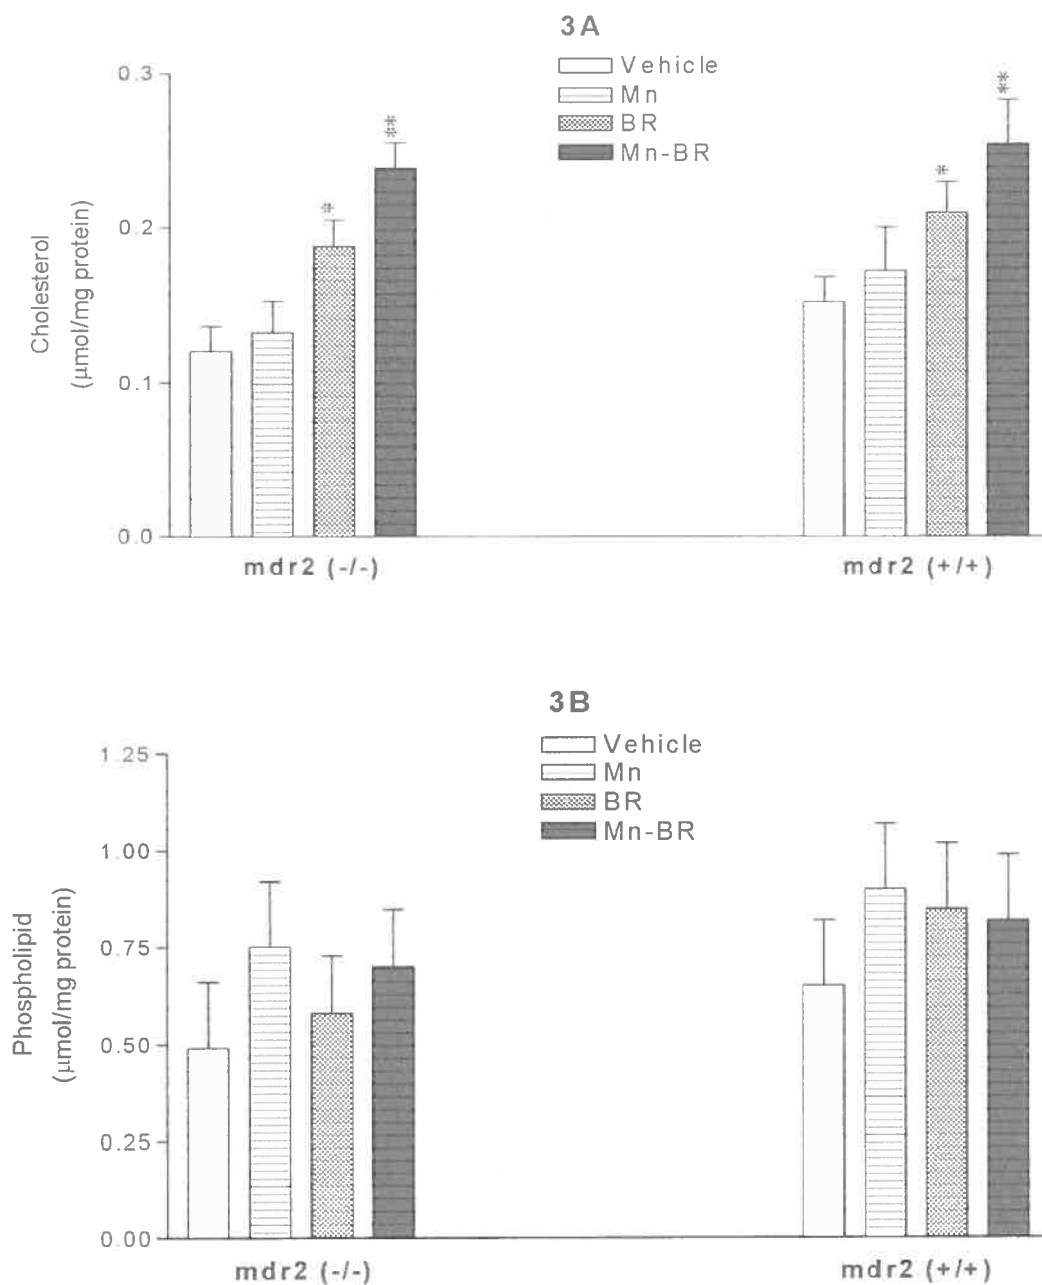 3A
Vehicle
Mn
BR
Mn-BR
Cholesterol
(μmol/mg protein)
0.3
0.2
0.1
0.0
*
**
*
**
mdr2 (-/-)
mdr2 (+/+)
3B
Vehicle
Mn
BR
Mn-BR
Phospholipid
(μmol/mg protein)
1.25
1.00
0.75
0.50
0.25
0.00
mdr2 (-/-)
mdr2 (+/+)